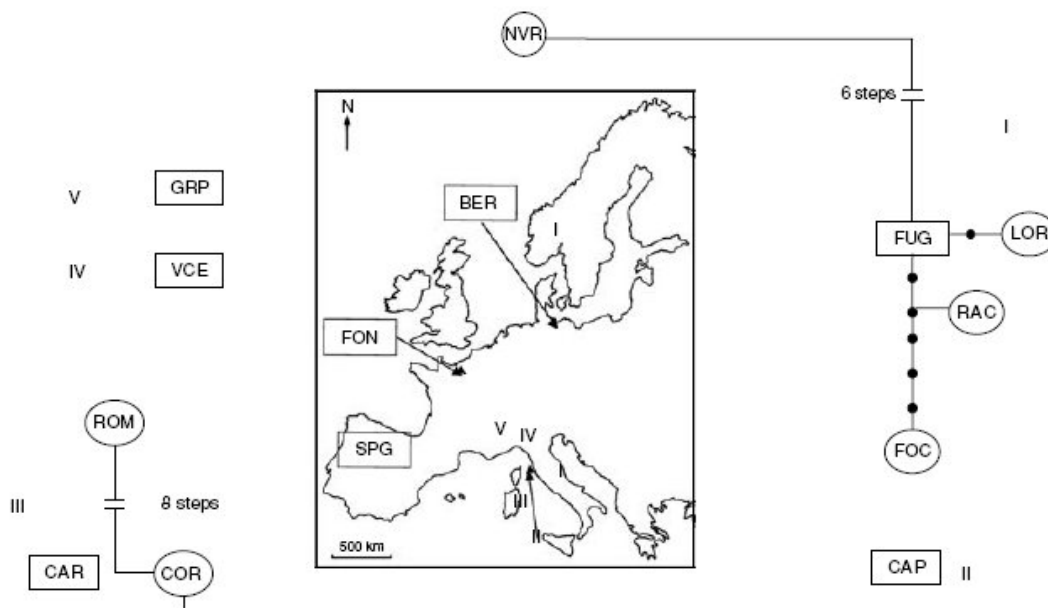 NVR
6 steps
I
N
GRP
V
BER
I
FUG
LOR
VCE
IV
RAC
FON
ROM
V
IV
SPG
FOC
I
III
8 steps
III
II
500 km
CAR
COR
CAP
II